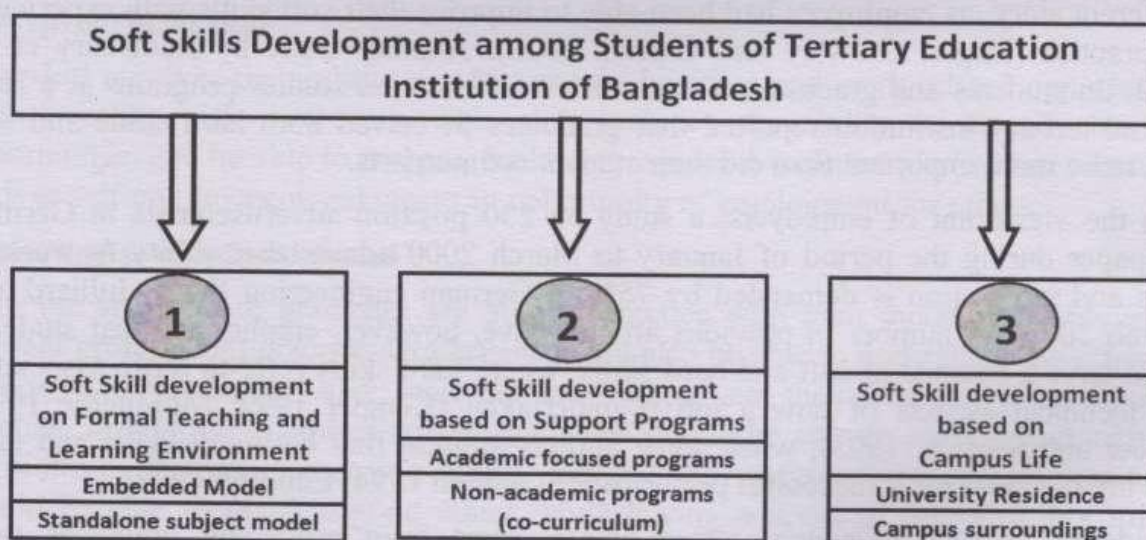 Soft Skills Development among Students of Tertiary Education
Institution of Bangladesh
1
Soft Skill development
on Formal Teaching and
Learning Environment
Embedded Model
Standalone subject model
2
Soft Skill development
based on Support Programs
Academic focused programs
Non-academic programs
(co-curriculum)
3
Soft Skill development
based on
Campus Life
University Residence
Campus surroundings